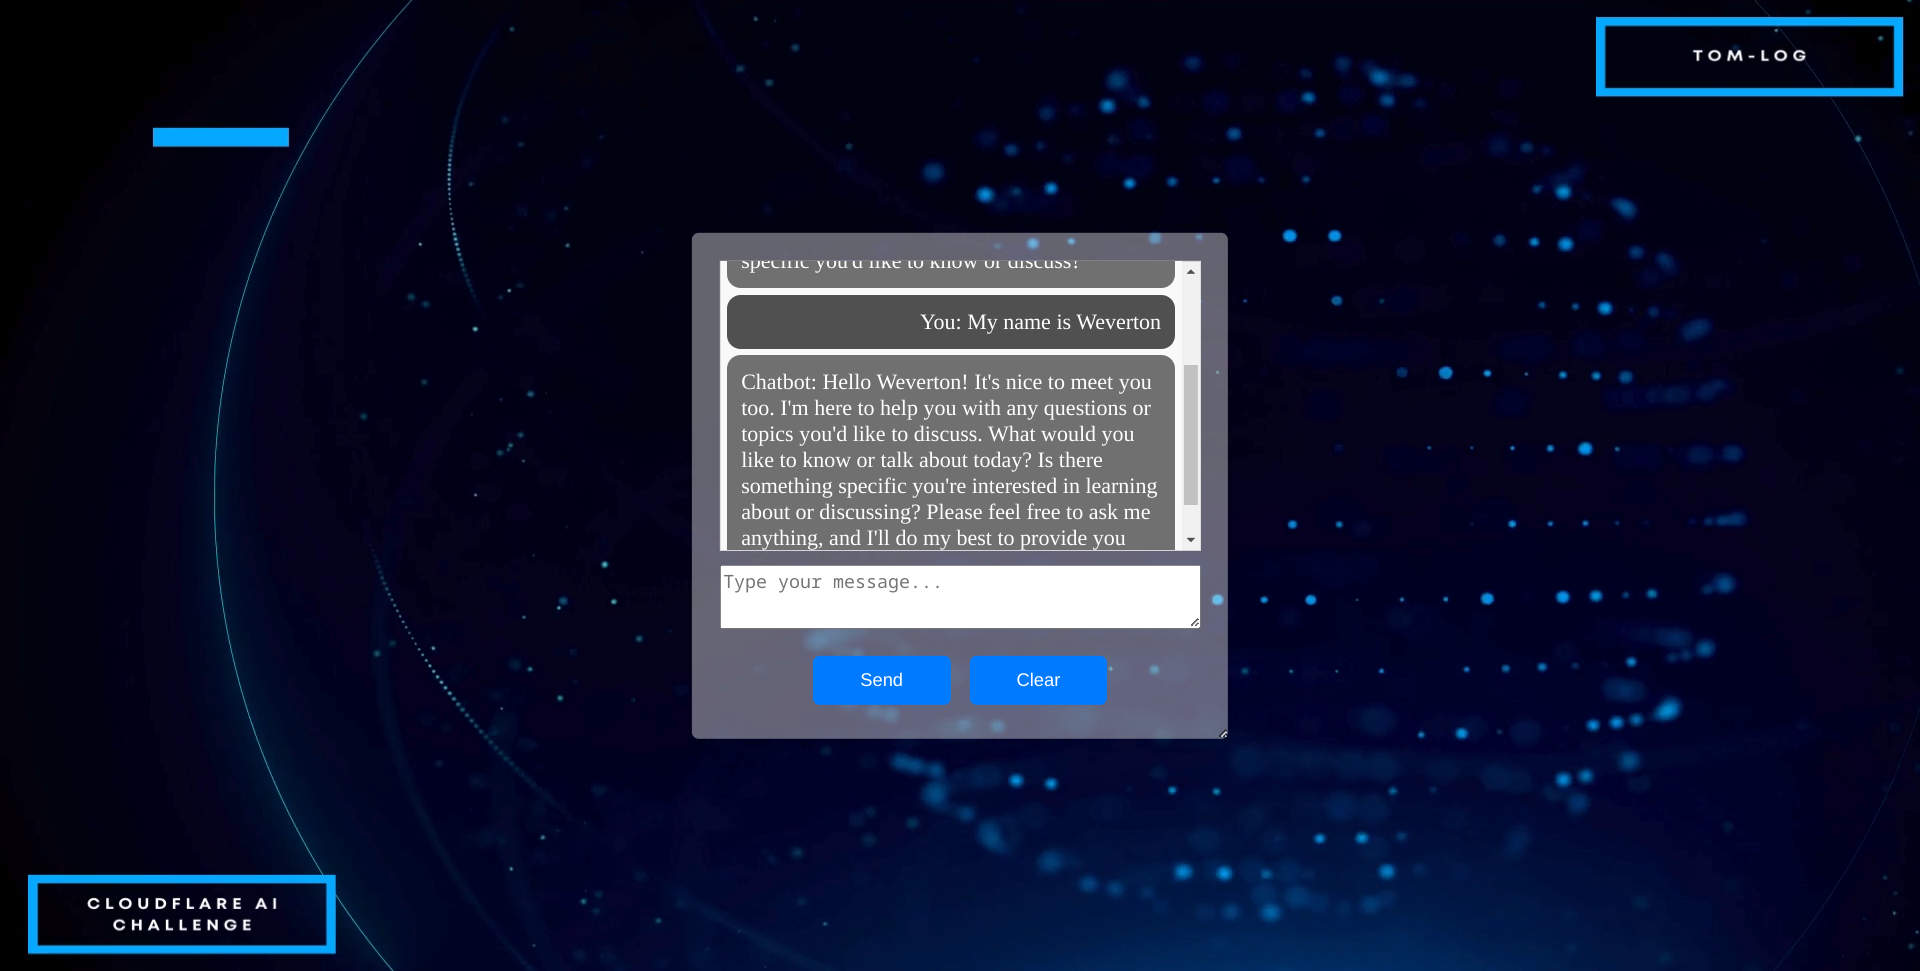 TOM-LOG
specific you'd like to know or discuss?
You: My name is Weverton
Chatbot: Hello Weverton! It's nice to meet you
too. I'm here to help you with any questions or
topics you'd like to discuss. What would you
like to know or talk about today? Is there
something specific you're interested in learning
about or discussing? Please feel free to ask me
anything, and I'll do my best to provide you
Type your message...
Send
Clear
CLOUDFLARE AI
CHALLENGE